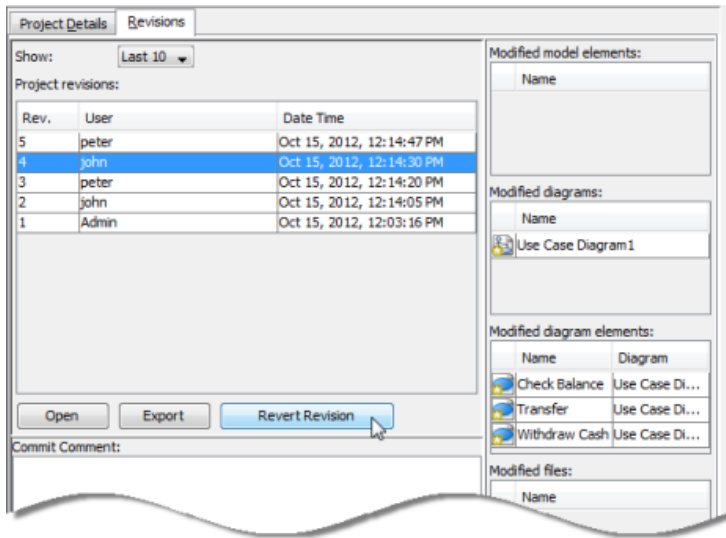 Project Details Revisions
Show: Last 10
Project revisions:
Rev. User Date Time
5 peter Oct 15, 2012, 12:14:47 PM
4 john Oct 15, 2012, 12:14:30 PM
3 peter Oct 15, 2012, 12:14:20 PM
2 john Oct 15, 2012, 12:14:05 PM
1 Admin Oct 15, 2012, 12:03:16 PM
Open Export Revert Revision
Commit Comment:
Modified model elements:
Name
Modified diagrams:
Name
Use Case Diagram1
Modified diagram elements:
Name Diagram
Check Balance Use Case Di...
Transfer Use Case Di...
Withdraw Cash Use Case Di...
Modified files:
Name